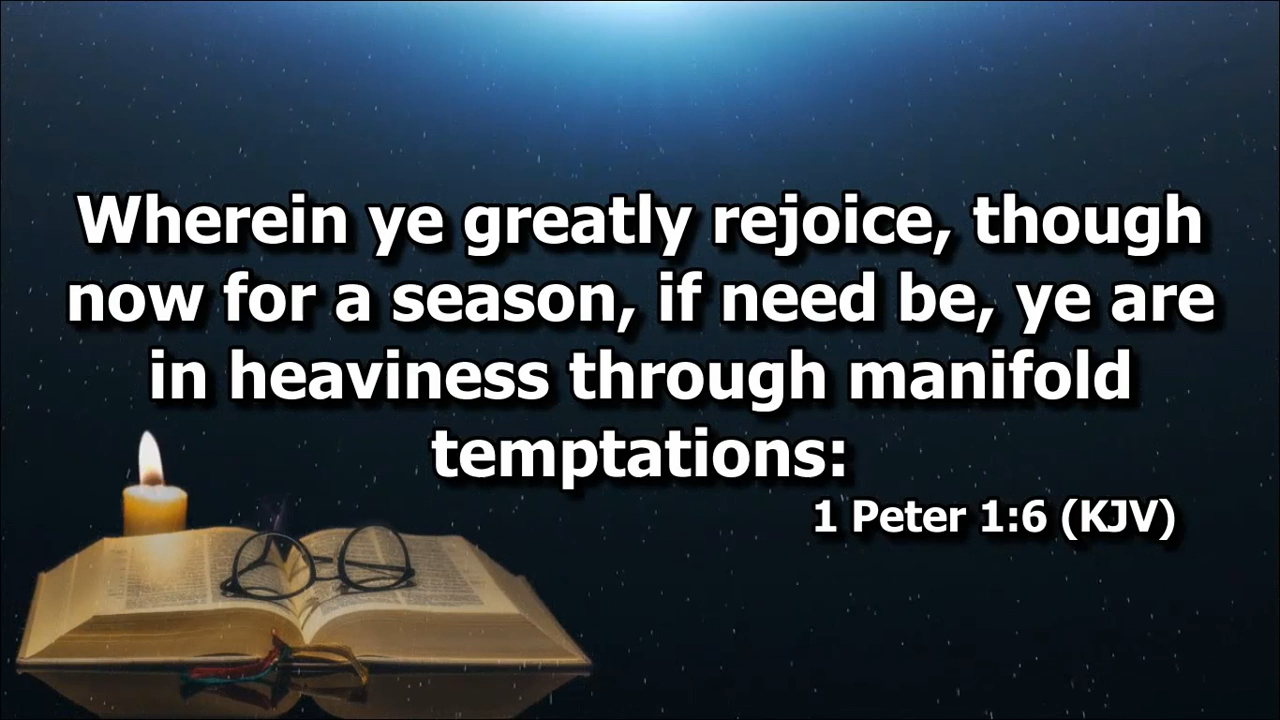 Wherein ye greatly rejoice, though
now for a season, if need be, ye are
in heaviness through manifold
temptations:
1 Peter 1:6 (KJV)